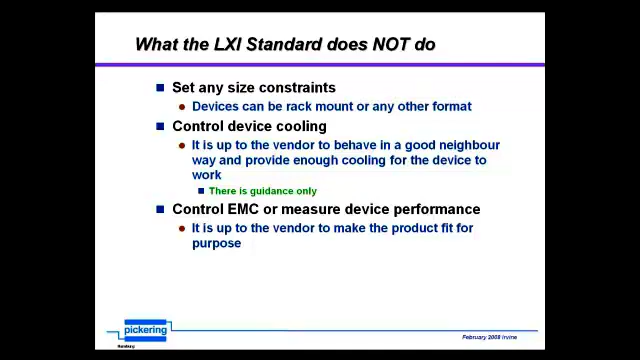 What the LXI Standard does NOT do
Set any size constraints
Devices can be rack mount or any other format
Control device cooling
It is up to the vendor to behave in a good neighbour
way and provide enough cooling for the device to
work
There is guidance only
Control EMC or measure device performance
It is up to the vendor to make the product fit for
purpose
pickering
February 2008 Irvine